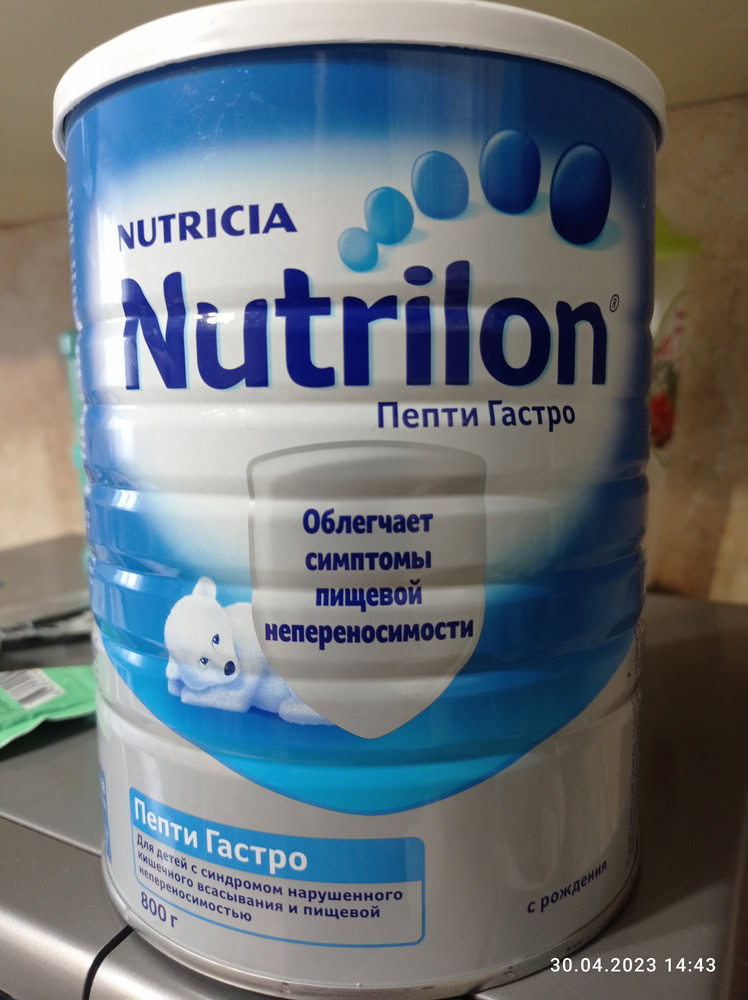 NUTRICIA
Nutrilon®
Пепти Гастро
Облегчает
симптомы
пищевой
непереносимости
Пепти Гастро
Для детей с синдромом нарушенного
кишечного всасывания и пищевой
непереносимостью
800 г
с рождения
30.04.2023 14:43